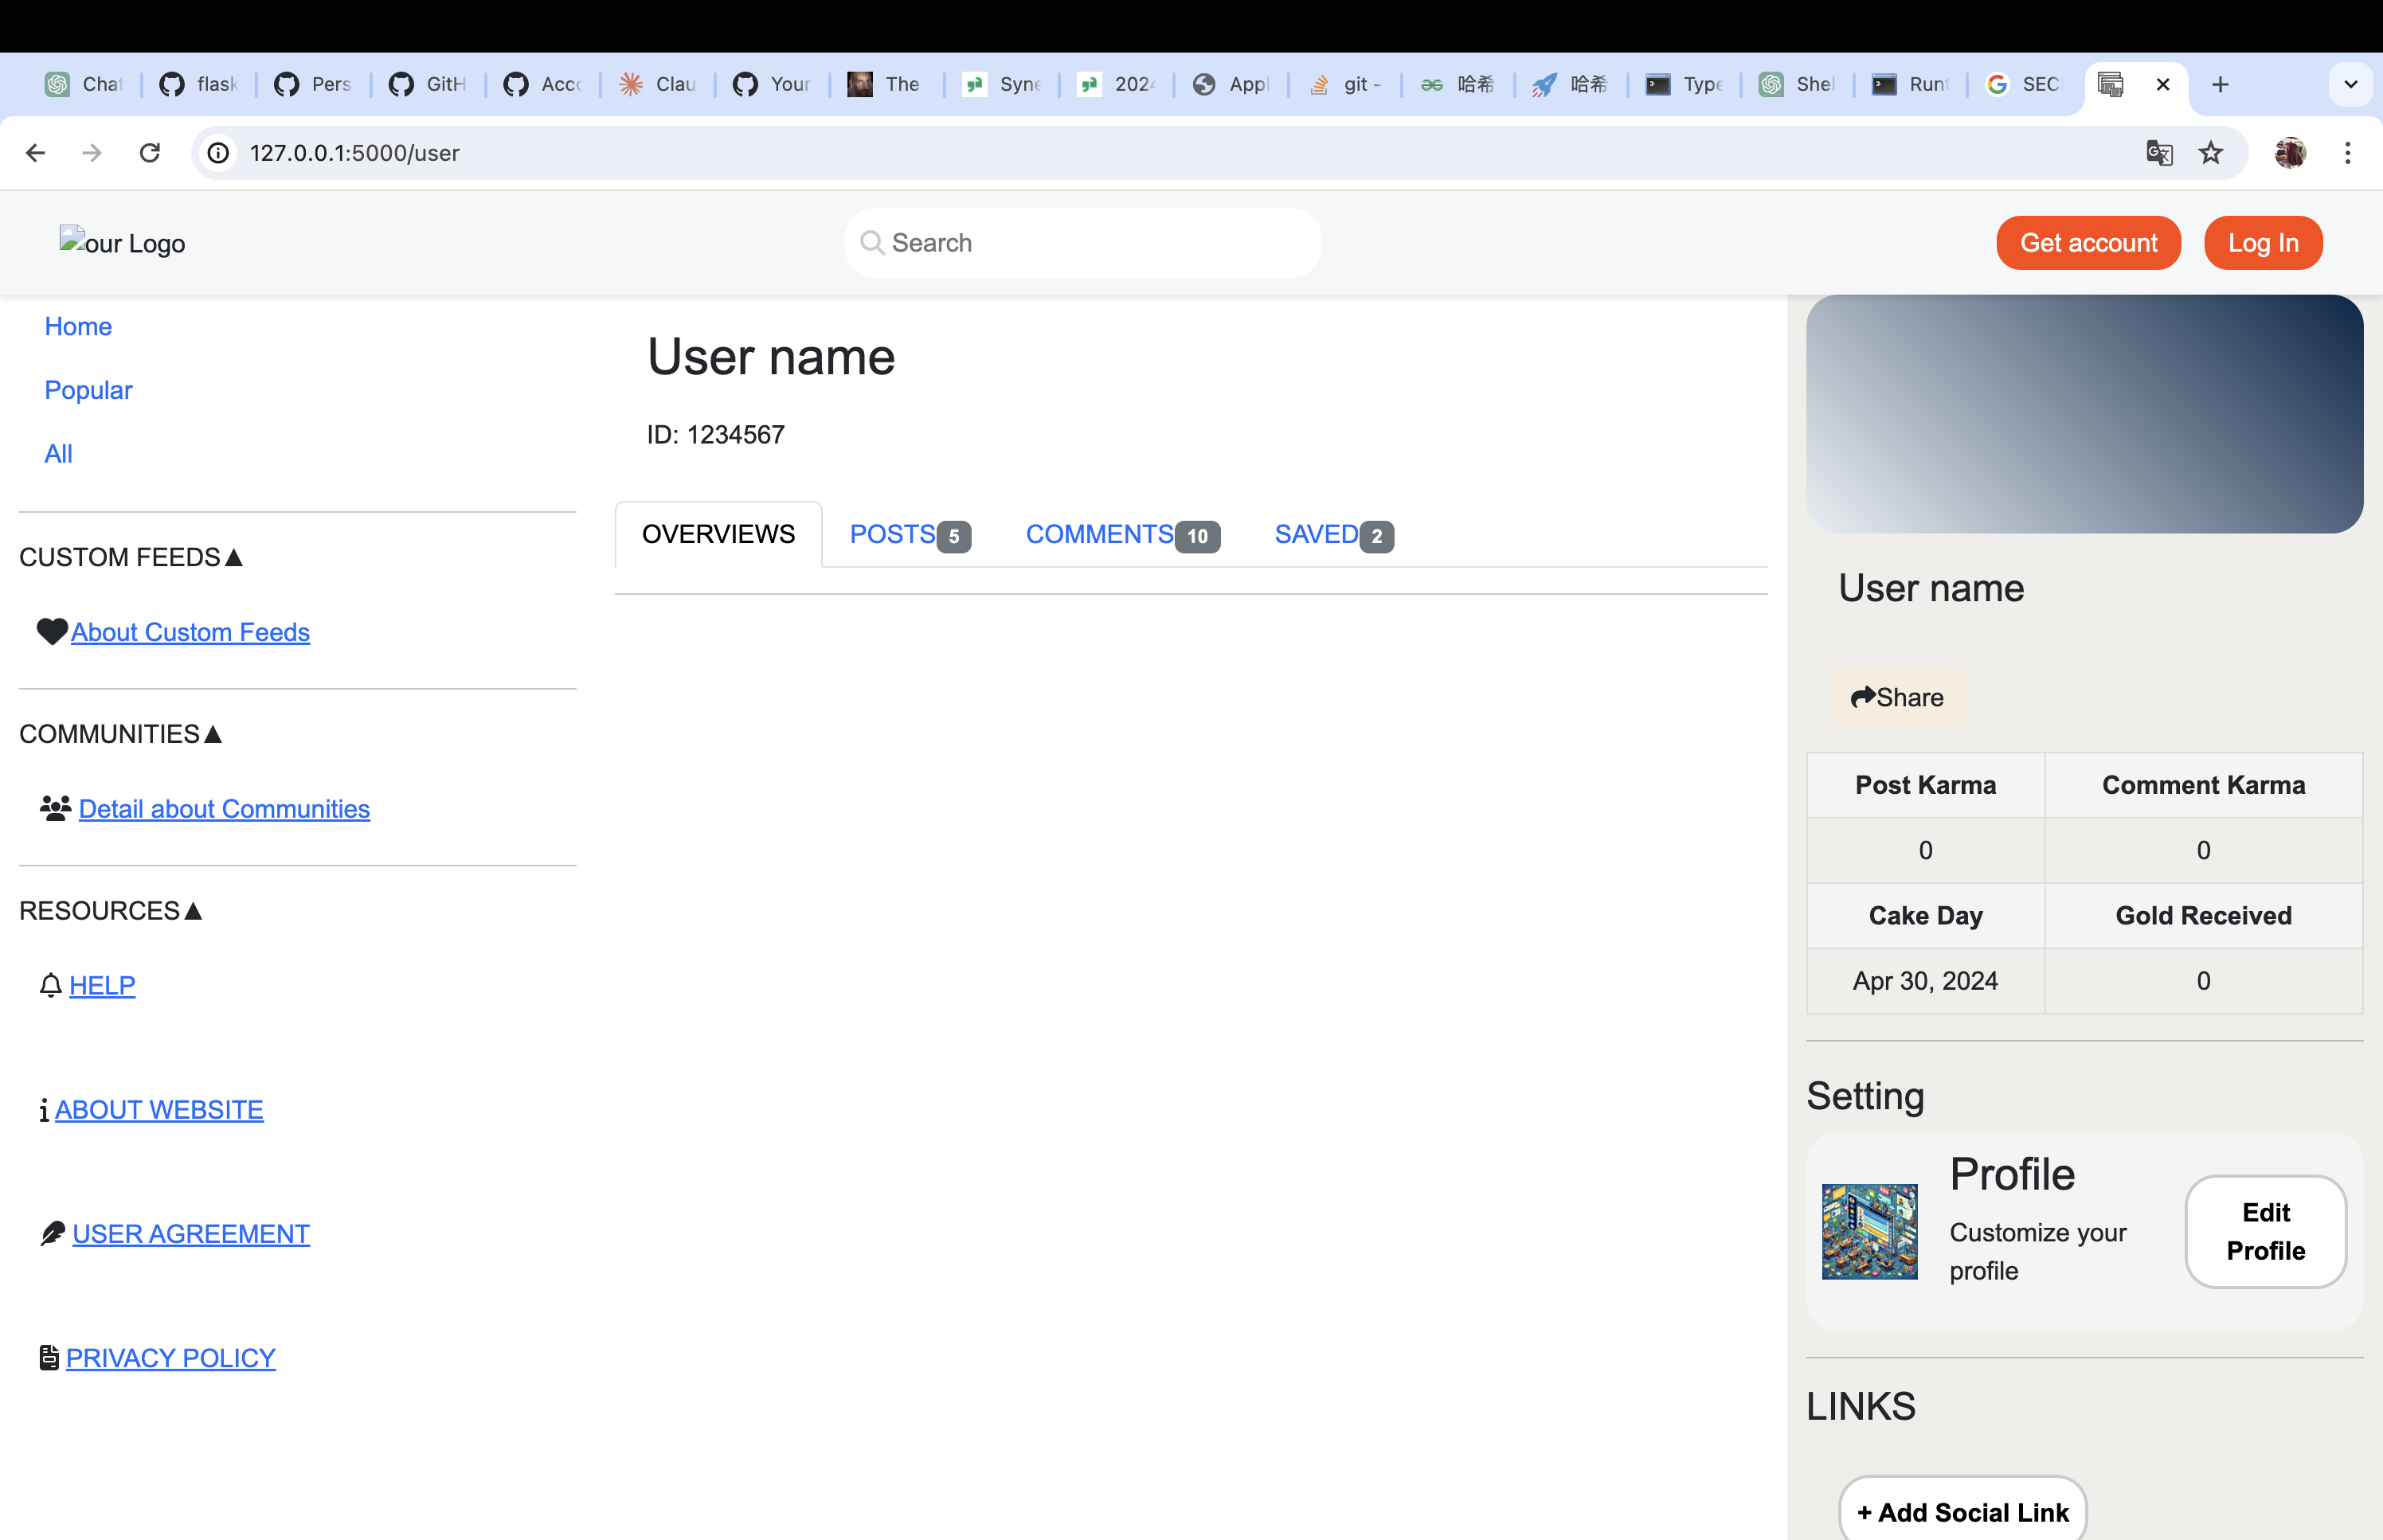 Chat
flask
Pers
GitH
Acco
Clau
Your
The
Syne
2024
Appl
git -
哈希
哈希
Type
Shel
Runt
SEC
127.0.0.1:5000/user
our Logo
Search
Get account
Log In
Home
Popular
All
CUSTOM FEEDS▲
About Custom Feeds
COMMUNITIES▲
Detail about Communities
RESOURCES▲
HELP
ABOUT WEBSITE
USER AGREEMENT
PRIVACY POLICY
User name
ID: 1234567
OVERVIEWS POSTS 5 COMMENTS 10 SAVED 2
User name
Share
Post Karma Comment Karma
0 0
Cake Day Gold Received
Apr 30, 2024 0
Setting
Profile
Customize your
profile
Edit
Profile
LINKS
+ Add Social Link